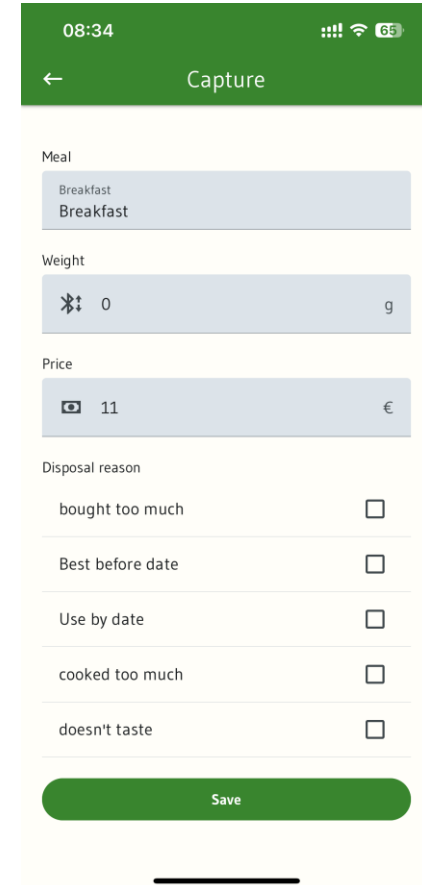 08:34
65
Capture
Meal
Breakfast
Breakfast
Weight
0 g
Price
11 €
Disposal reason
bought too much
Best before date
Use by date
cooked too much
doesn't taste
Save